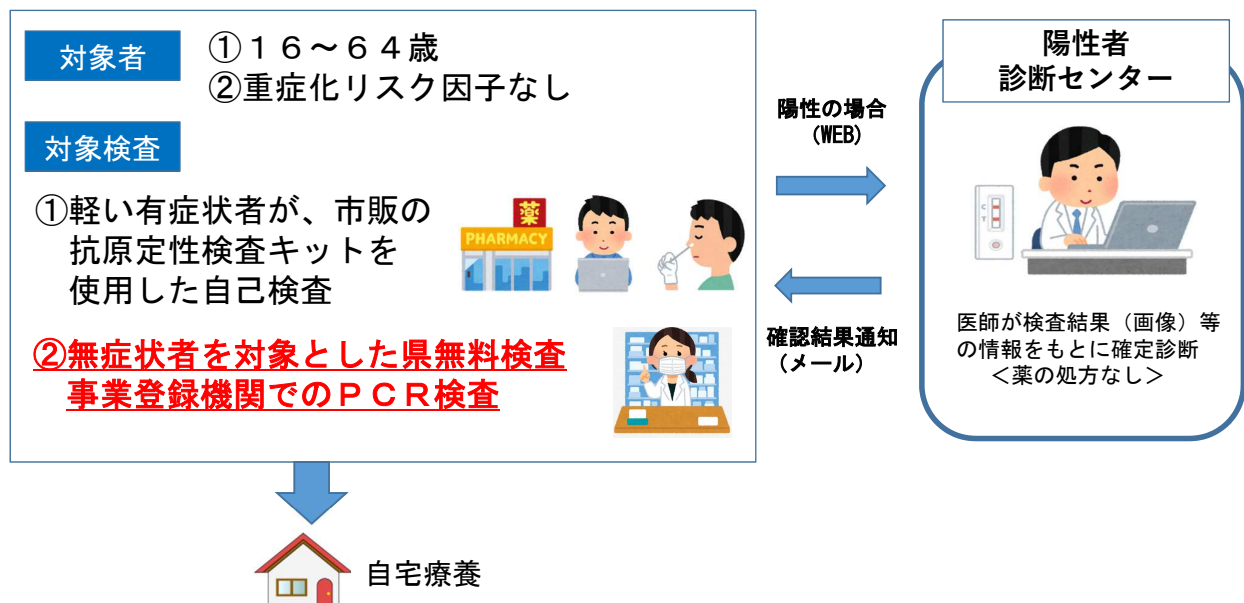 対象者
①１６～６４歳
②重症化リスク因子なし
対象検査
①軽い有症状者が、市販の
抗原定性検査キットを
使用した自己検査
薬
PHARMACY
②無症状者を対象とした県無料検査
事業登録機関でのＰＣＲ検査
陽性の場合
(WEB)
確認結果通知
(メール)
陽性者
診断センター
C
T
医師が検査結果（画像）等
の情報をもとに確定診断
＜薬の処方なし＞
自宅療養